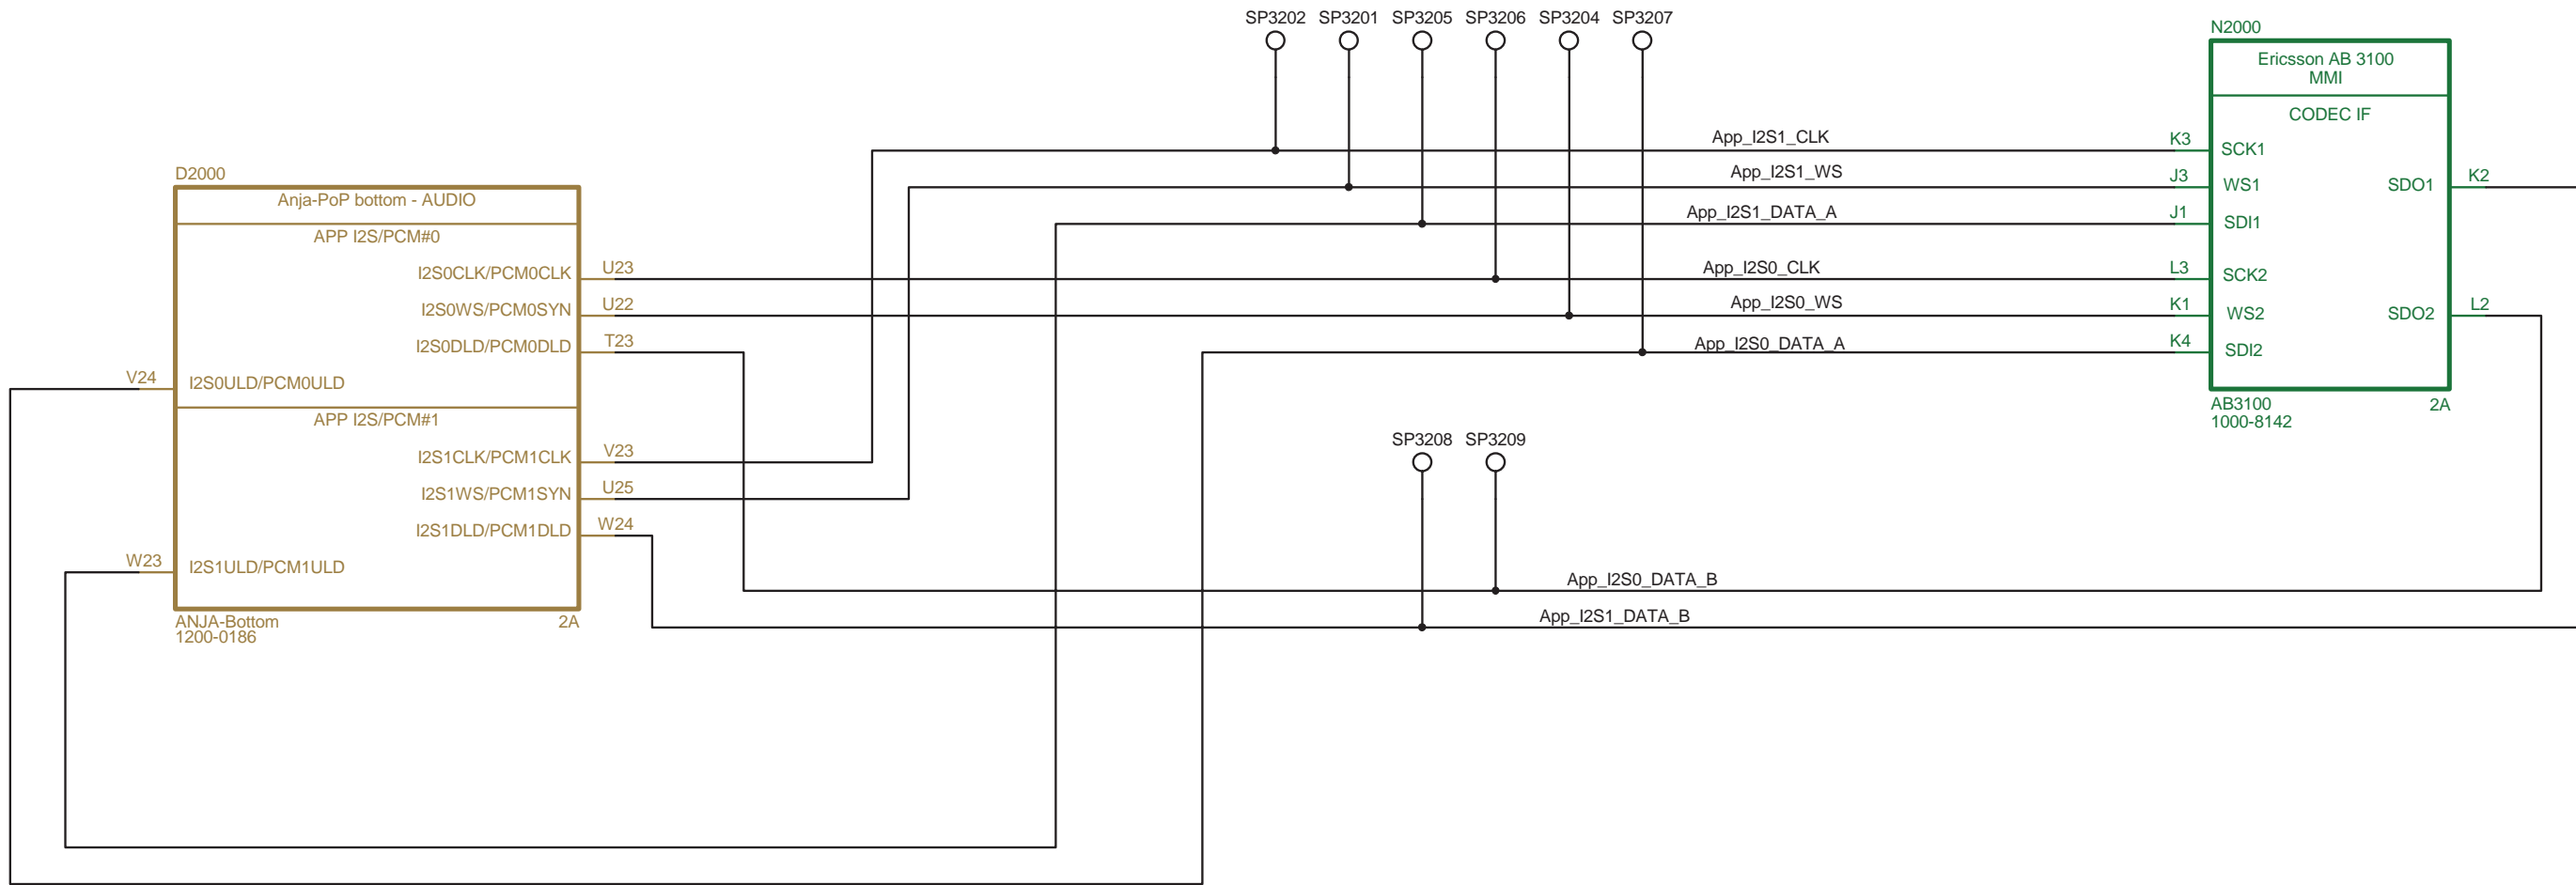 SP3202 SP3201 SP3205 SP3206 SP3204 SP3207
N2000
Ericsson AB 3100
MMI
CODEC IF
App_I2S1_CLK
K3
SCK1
App_I2S1_WS
J3
WS1
SDO1
K2
App_I2S1_DATA_A
J1
SDI1
App_I2S0_CLK
L3
SCK2
App_I2S0_WS
K1
WS2
SDO2
L2
App_I2S0_DATA_A
K4
SDI2
AB3100
2A
1000-8142
D2000
Anja-PoP bottom - AUDIO
APP I2S/PCM#0
I2S0CLK/PCM0CLK
U23
I2S0WS/PCM0SYN
U22
I2S0DLD/PCM0DLD
T23
V24
I2S0ULD/PCM0ULD
APP I2S/PCM#1
I2S1CLK/PCM1CLK
V23
I2S1WS/PCM1SYN
U25
I2S1DLD/PCM1DLD
W24
W23
I2S1ULD/PCM1ULD
ANJA-Bottom
2A
1200-0186
SP3208 SP3209
App_I2S0_DATA_B
App_I2S1_DATA_B